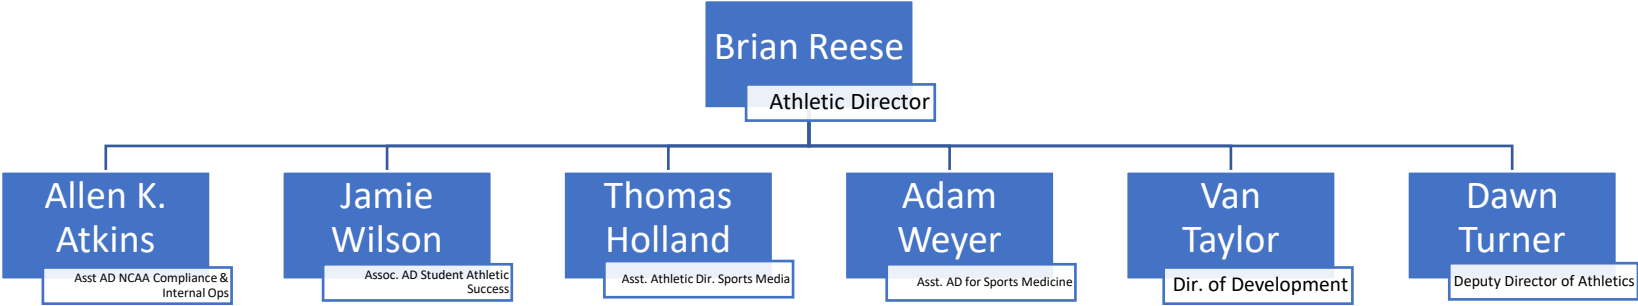 Brian Reese
Athletic Director
Allen K.
Atkins
Asst AD NCAA Compliance &
Internal Ops
Jamie
Wilson
Assoc. AD Student Athletic
Success
Thomas
Holland
Asst. Athletic Dir. Sports Media
Adam
Weyer
Asst. AD for Sports Medicine
Van
Taylor
Dir. of Development
Dawn
Turner
Deputy Director of Athletics